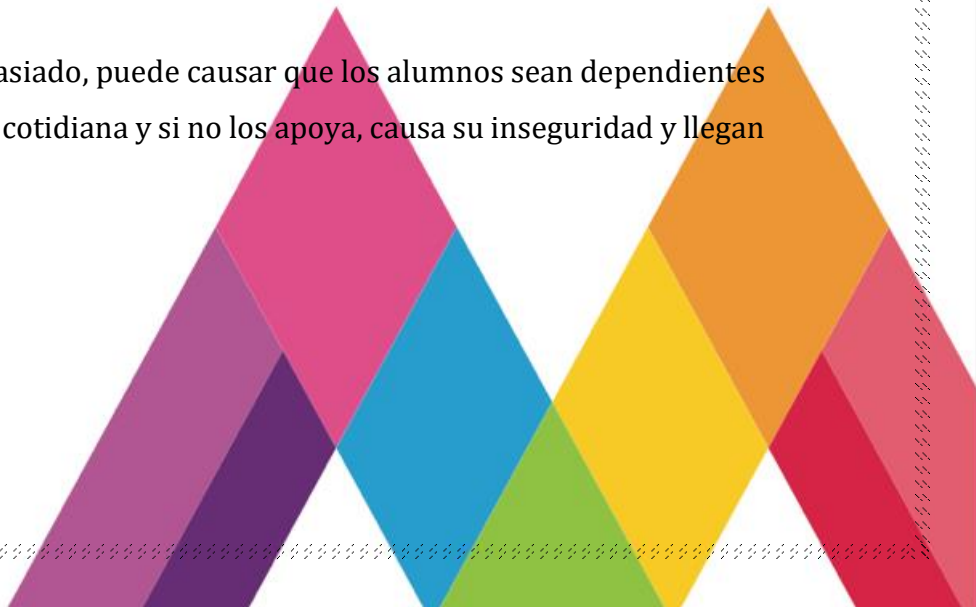 asiado, puede causar que los alumnos sean dependientes
cotidiana y si no los apoya, causa su inseguridad y llegan